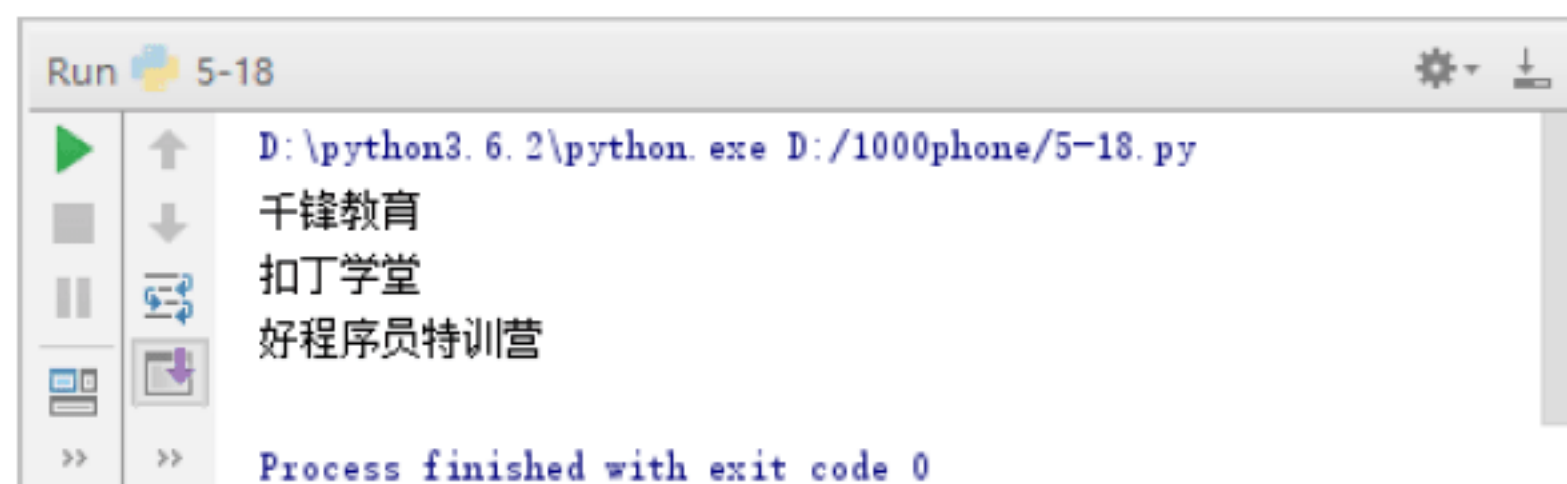 Run 5-18
D:\python3.6.2\python.exe D:/1000phone/5-18.py
千锋教育
扣丁学堂
好程序员特训营
Process finished with exit code 0